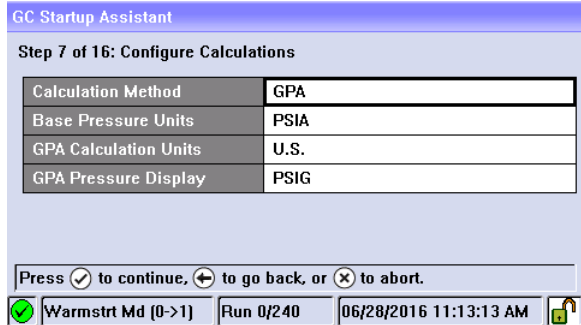 GC Startup Assistant
Step 7 of 16: Configure Calculations
Calculation Method GPA
Base Pressure Units PSIA
GPA Calculation Units U.S.
GPA Pressure Display PSIG
Press to continue, to go back, or to abort.
Warmstrt Md (0->1) Run 0/240 06/28/2016 11:13:13 AM